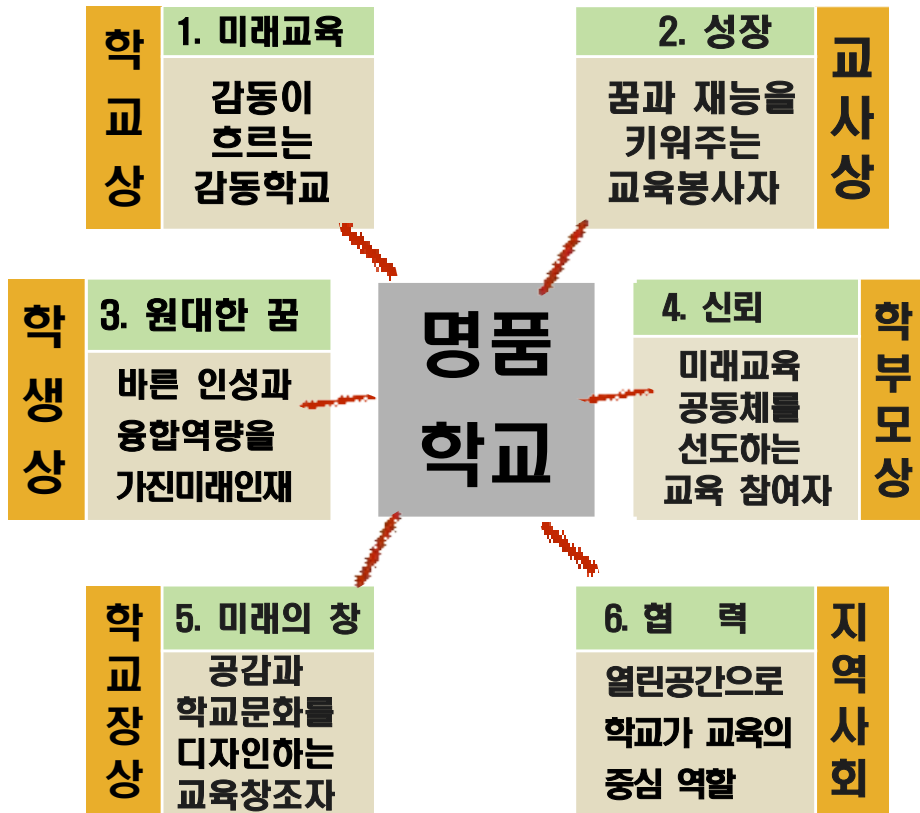 학교상
1. 미래교육
감동이
흐르는
감동학교
2. 성장
꿈과 재능을
키워주는
교육봉사자
교사상
학생상
3. 원대한 꿈
바른 인성과
융합역량을
가진미래인재
명품
학교
4. 신뢰
미래교육
공동체를
선도하는
교육 참여자
학부모상
학교장상
5. 미래의 창
공감과
학교문화를
디자인하는
교육창조자
6. 협 력
열린공간으로
학교가 교육의
중심 역할
지역사회